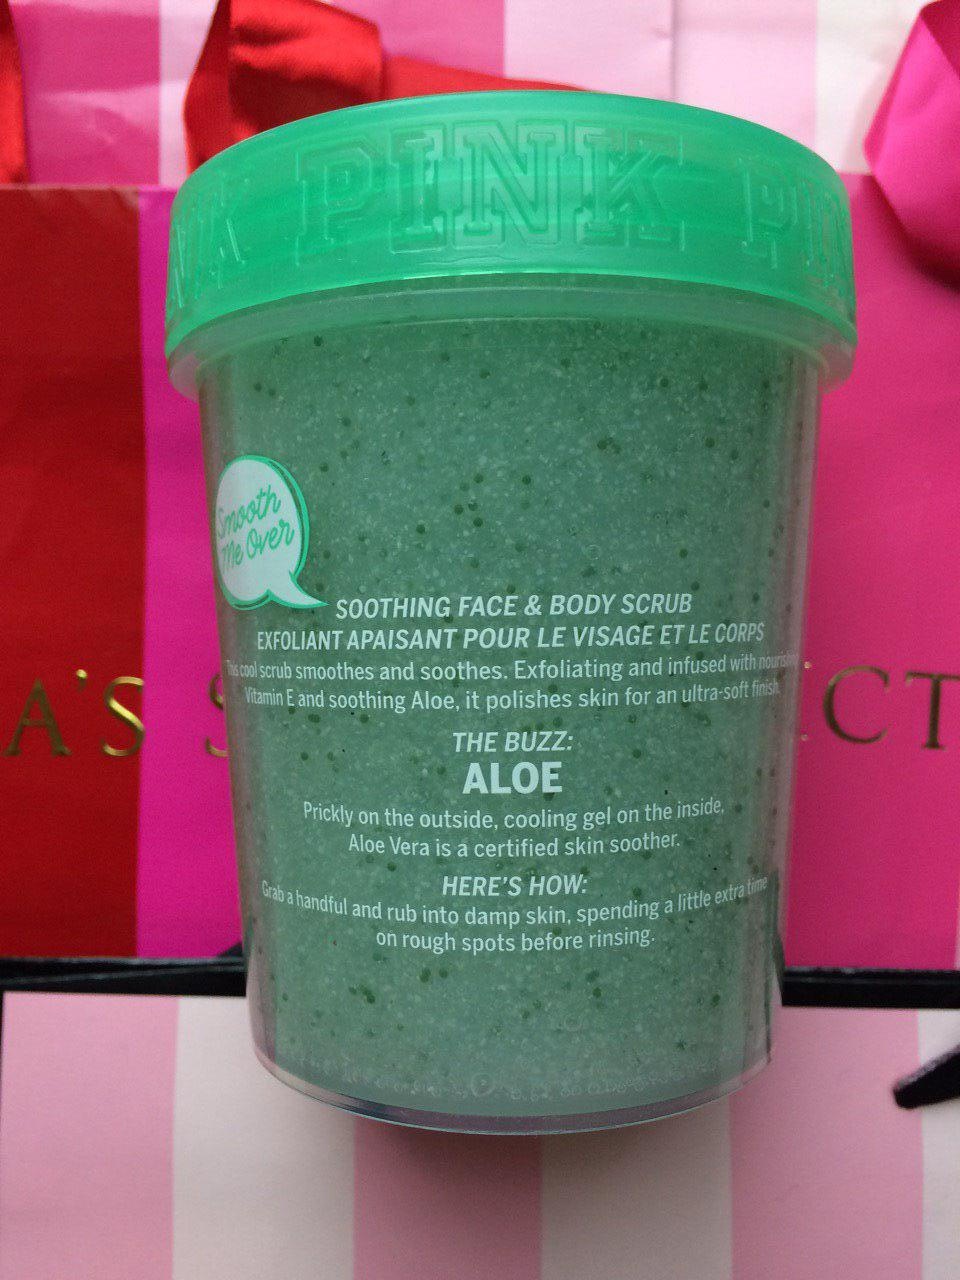 NK PINK PIN
Smooth
Me Over
SOOTHING FACE & BODY SCRUB
EXFOLIANT APAISANT POUR LE VISAGE ET LE CORPS
This cool scrub smoothes and soothes. Exfoliating and infused with nourishing
Vitamin E and soothing Aloe, it polishes skin for an ultra-soft finish.
THE BUZZ:
ALOE
Prickly on the outside, cooling gel on the inside,
Aloe Vera is a certified skin soother.
HERE'S HOW:
Grab a handful and rub into damp skin, spending a little extra time
on rough spots before rinsing.
A'S S CT